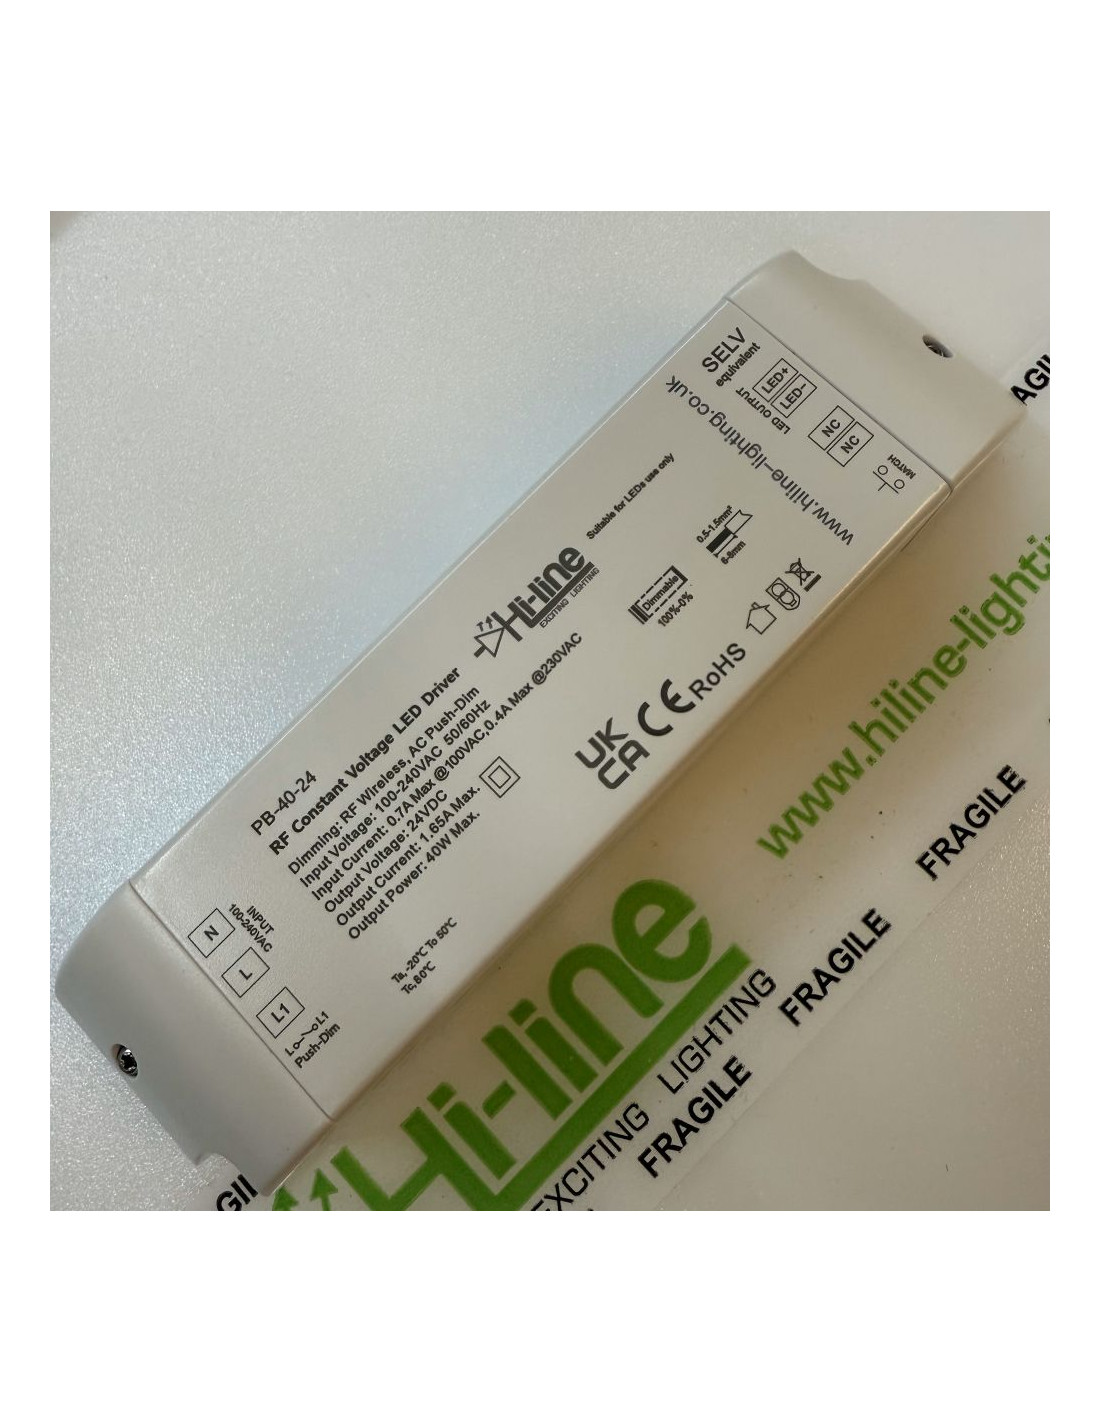 PB-40-24
RF Constant Voltage LED Driver
Dimming: RF Wireless, AC Push-Dim
Input Voltage: 100-240VAC 50/60Hz
Input Current: 0.7A Max @100VAC,0.4A Max @230VAC
Output Voltage: 24VDC
Output Current: 1.65A Max.
Output Power: 40W Max.
Ta, -20℃ To 50℃
Tc, 80℃
INPUT
100-240VAC
N
L
L1
L L1
Push-Dim
Hi-line
EXCITING LIGHTING
Suitable for LEDs use only
Dimmable
100%-0%
0.5-1.5mm²
6-8mm
UK
CA
CE
RoHS
SELV
equivalent
LED OUTPUT
LED+
LED-
NC
NC
MATCH
www.hiline-lighting.co.uk
AGI
www.hiline-lighti
FRAGILE
FRAGILE
FRAGILE
Hi-line
EXCITING LIGHTING
AGIL